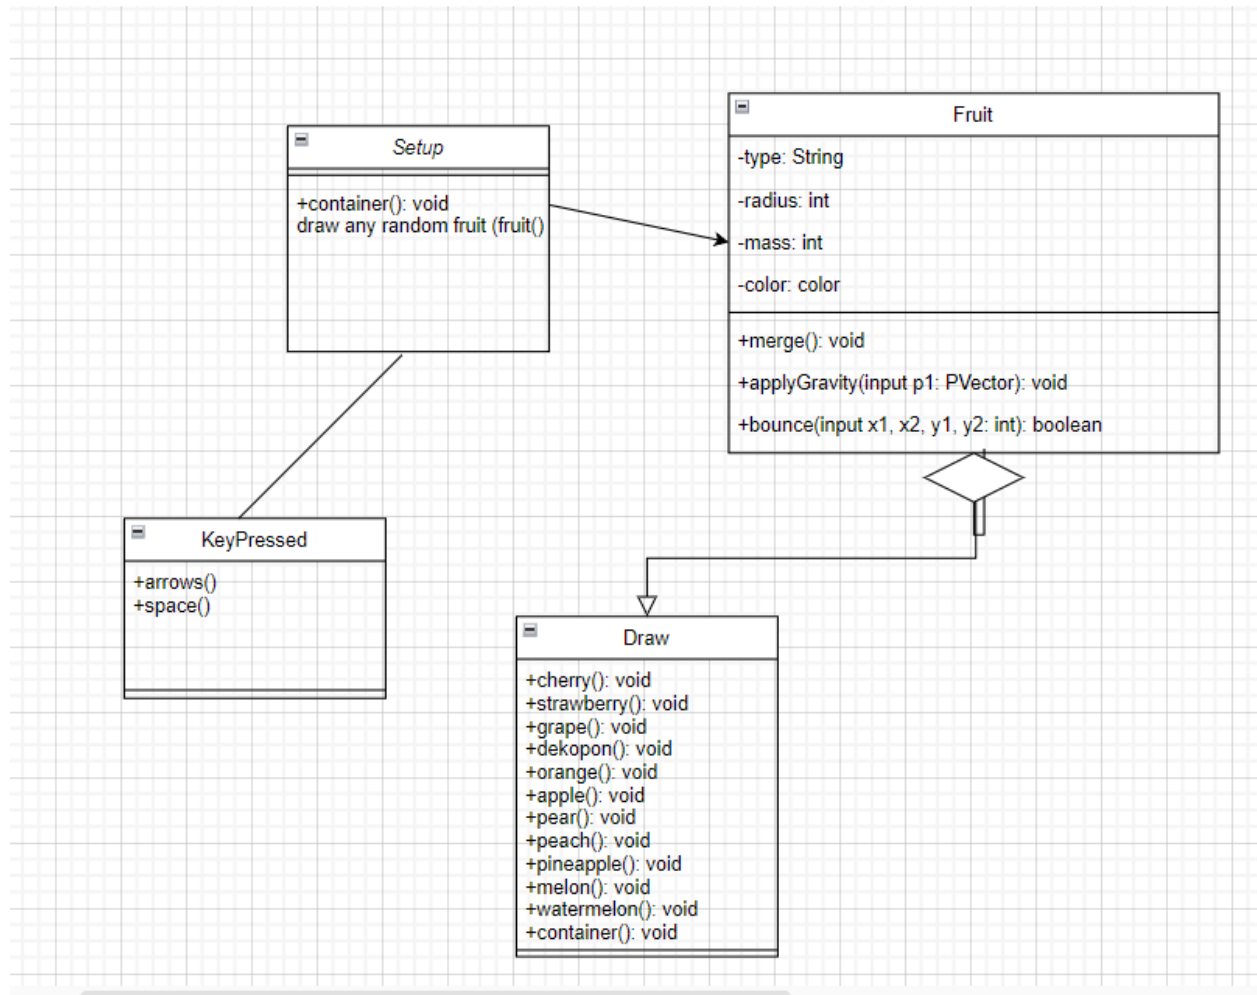 Setup
+container(): void
draw any random fruit (fruit()
Fruit
-type: String
-radius: int
-mass: int
-color: color
+merge(): void
+applyGravity(input p1: PVector): void
+bounce(input x1, x2, y1, y2: int): boolean
KeyPressed
+arrows()
+space()
Draw
+cherry(): void
+strawberry(): void
+grape(): void
+dekopon(): void
+orange(): void
+apple(): void
+pear(): void
+peach(): void
+pineapple(): void
+melon(): void
+watermelon(): void
+container(): void